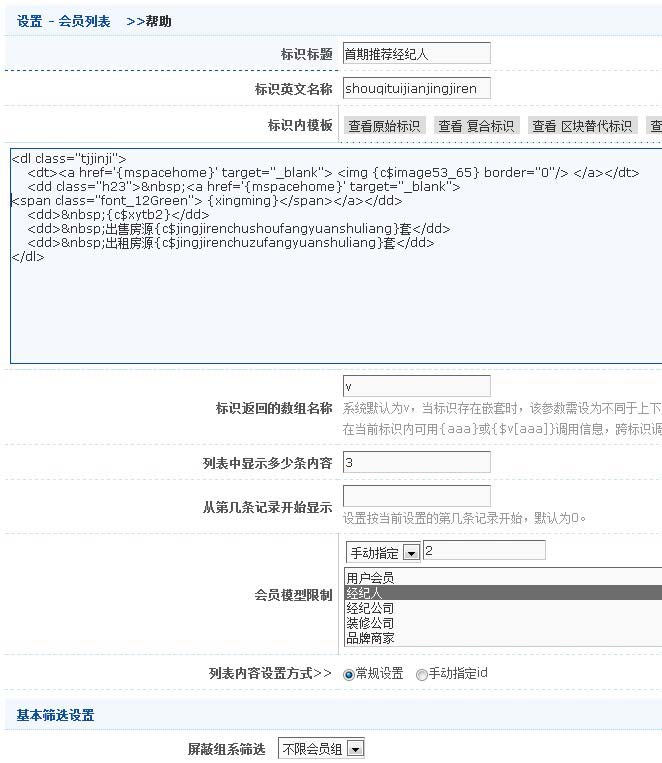 设置 - 会员列表 >>帮助
标识标题 首期推荐经纪人
标识英文名称 shouqituijianjingjiren
标识内模板 查看原始标识 查看 复合标识 查看 区块替代标识
<dl class="tjjinji">
<dt><a href='{mspacehome}' target="_blank"> <img {c$image53_65} border="0"/> </a></dt>
<dd class="h23">&nbsp;<a href='{mspacehome}' target="_blank">
<span class="font_12Green"> {xingming}</span></a></dd>
<dd>&nbsp;{c$xytb2}</dd>
<dd>&nbsp;出售房源{c$jingjirenchushoufangyuanshuliang}套</dd>
<dd>&nbsp;出租房源{c$jingjirenchuzufangyuanshuliang}套</dd>
</dl>
标识返回的数组名称 v
系统默认为v，当标识存在嵌套时，该参数需设为不同于上下
在当前标识内可用{aaa}或{$v[aaa]}调用信息，跨标识调
列表中显示多少条内容 3
从第几条记录开始显示
设置按当前设置的第几条记录开始，默认为0。
会员模型限制 手动指定 2
用户会员
经纪人
经纪公司
装修公司
品牌商家
列表内容设置方式>> 常规设置 手动指定id
基本筛选设置
屏蔽组系筛选 不限会员组